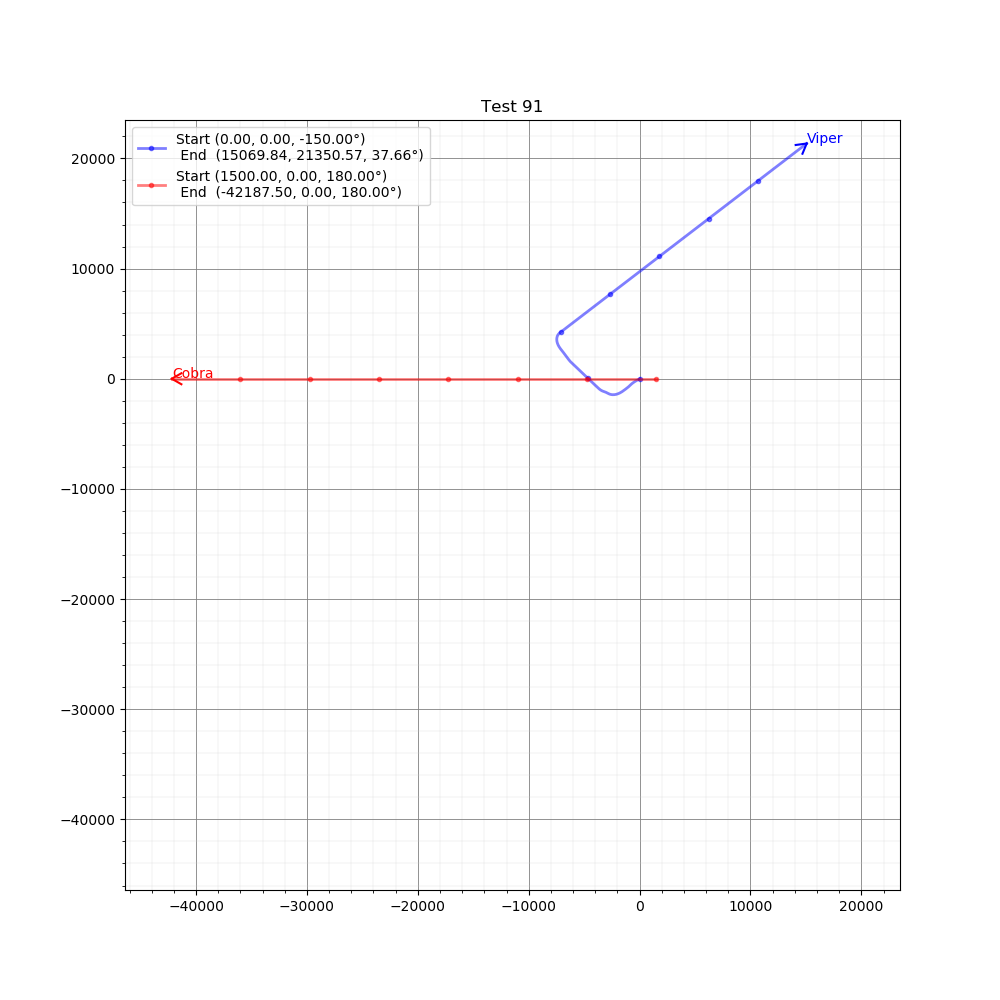 Test 91
Start (0.00, 0.00, -150.00°)
End (15069.84, 21350.57, 37.66°)
Start (1500.00, 0.00, 180.00°)
End (-42187.50, 0.00, 180.00°)
Viper
Cobra
20000
10000
0
−10000
−20000
−30000
−40000
−40000 −30000 −20000 −10000 0 10000 20000